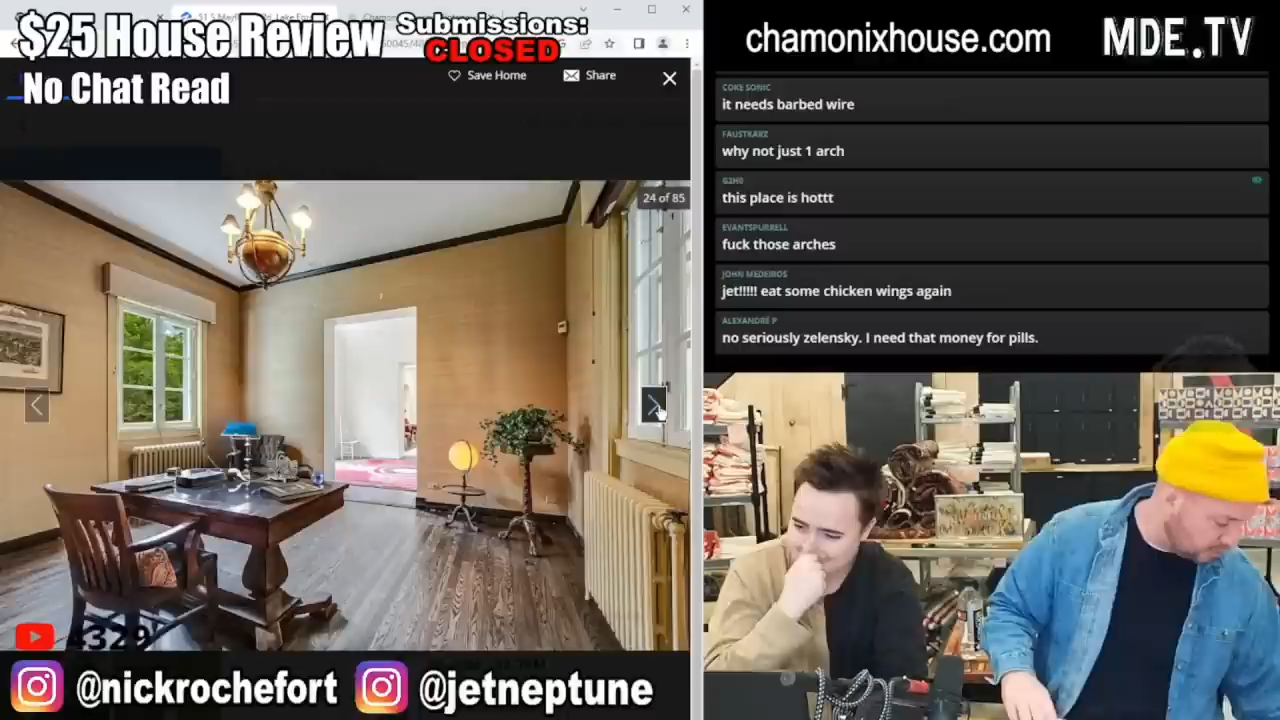 $25 House Review
Submissions:
CLOSED
No Chat Read
Save Home
Share
24 of 85
4329
@nickrochefort
@jetneptune
chamonixhouse.com
MDE.TV
COKE SONIC
it needs barbed wire
FAUSTKARZ
why not just 1 arch
G2H0
this place is hottt
EVANTSPURRELL
fuck those arches
JOHN MEDEIROS
jet!!!!! eat some chicken wings again
ALEXANDRÉ P
no seriously zelensky. I need that money for pills.